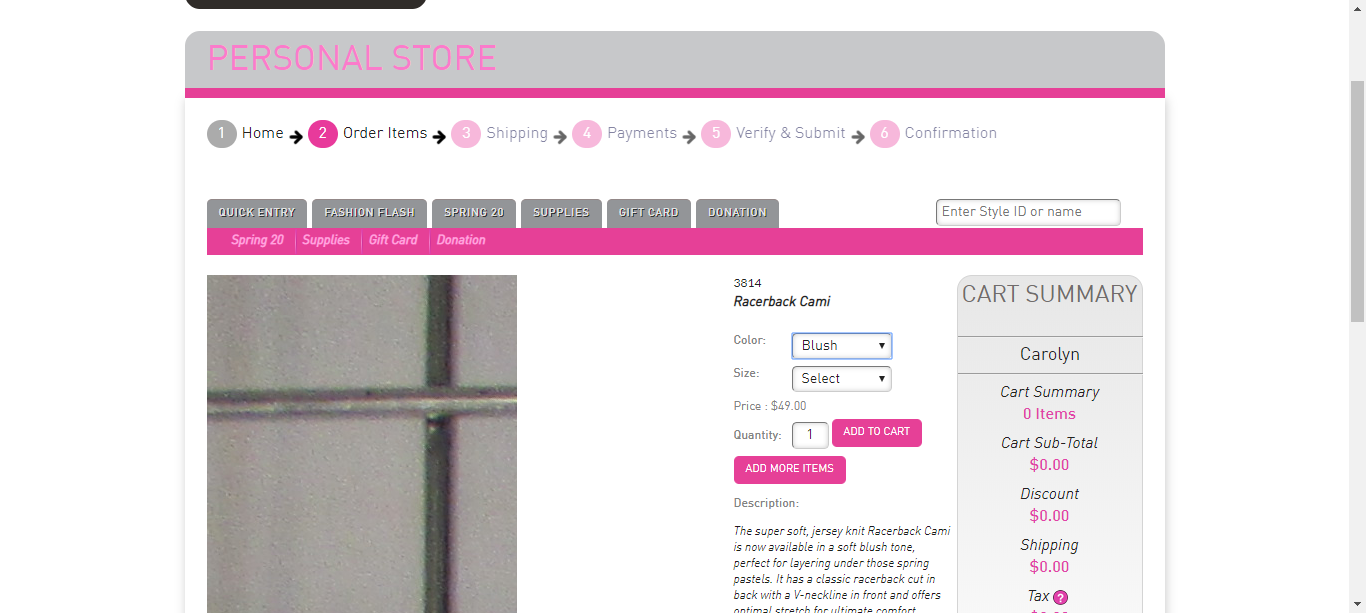 PERSONAL STORE
1 Home 2 Order Items 3 Shipping 4 Payments 5 Verify & Submit 6 Confirmation
QUICK ENTRY FASHION FLASH SPRING 20 SUPPLIES GIFT CARD DONATION Enter Style ID or name
Spring 20 Supplies Gift Card Donation
3814
Racerback Cami
Color: Blush
Size: Select
Price : $49.00
Quantity: 1 ADD TO CART
ADD MORE ITEMS
Description:
The super soft, jersey knit Racerback Cami
is now available in a soft blush tone,
perfect for layering under those spring
pastels. It has a classic racerback cut in
back with a V-neckline in front and offers
optimal stretch for ultimate comfort
CART SUMMARY
Carolyn
Cart Summary
0 Items
Cart Sub-Total
$0.00
Discount
$0.00
Shipping
$0.00
Tax ?